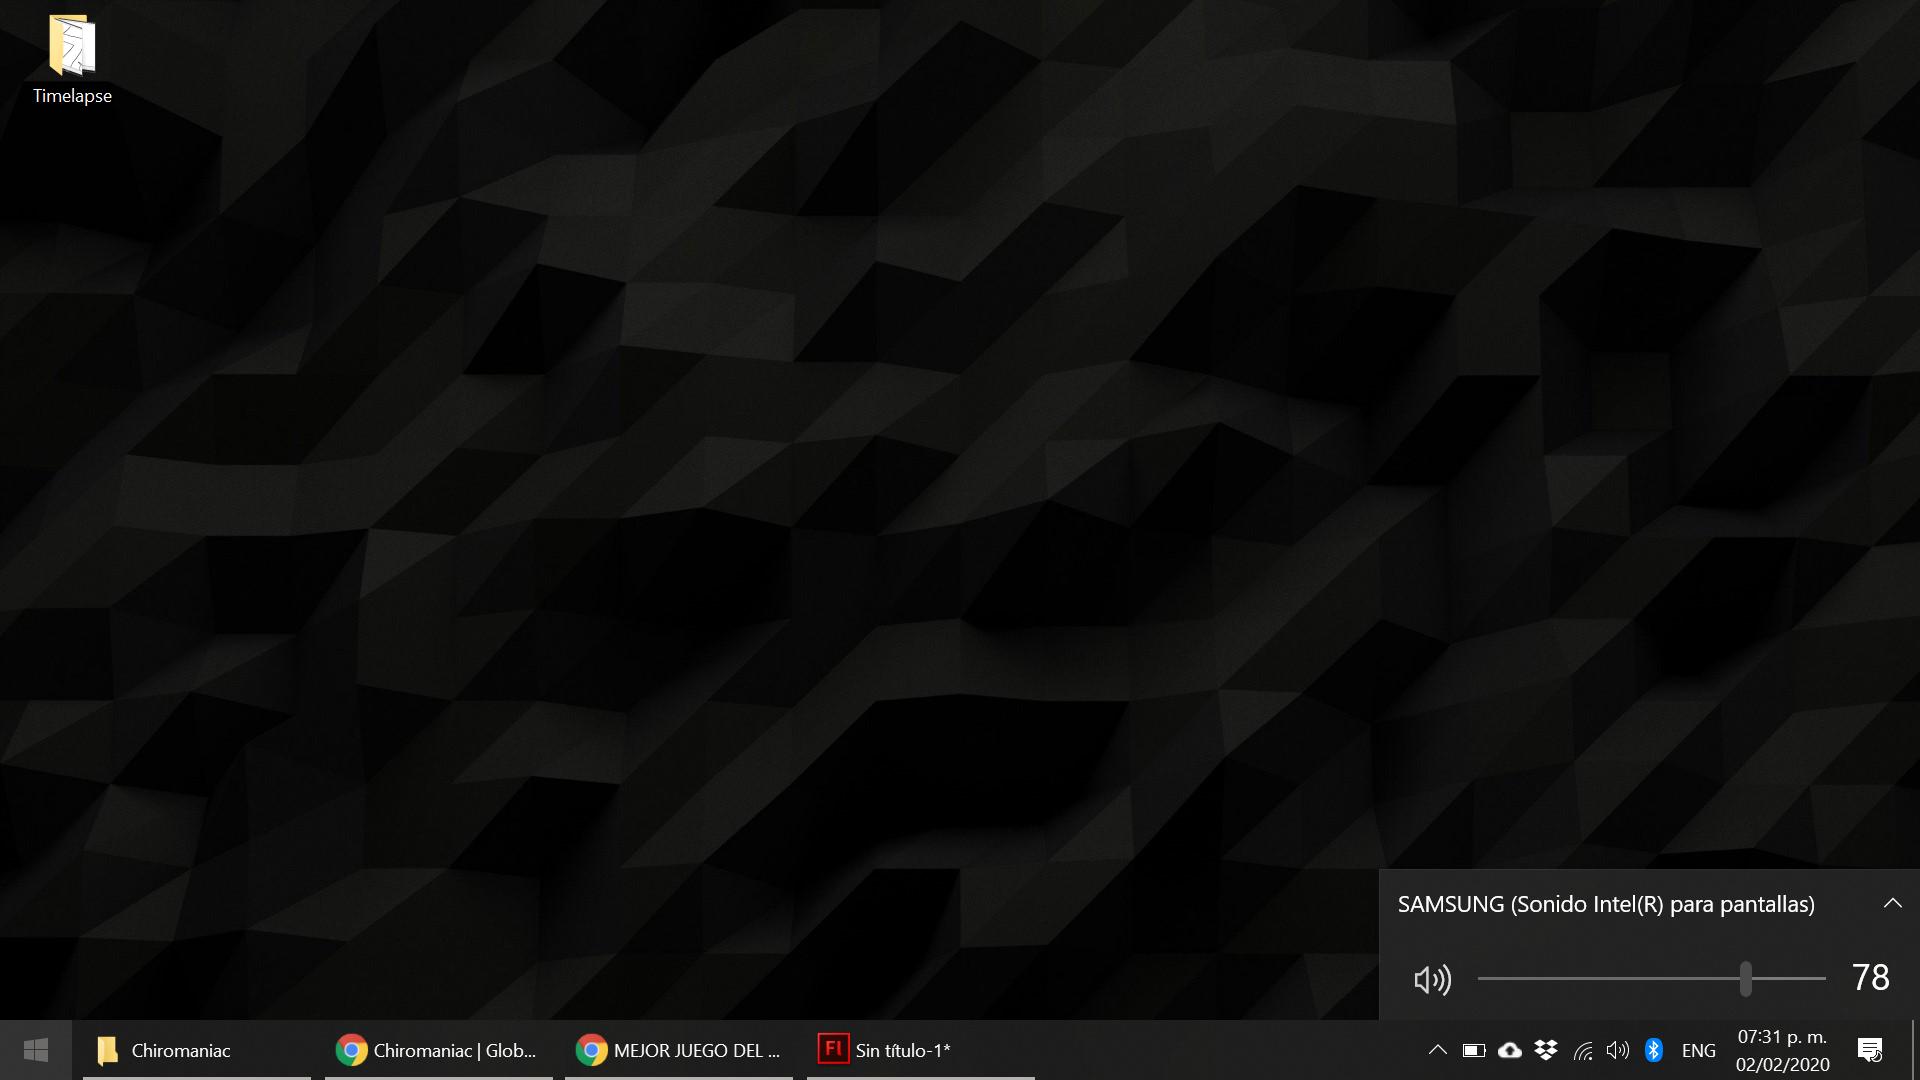 Timelapse
SAMSUNG (Sonido Intel(R) para pantallas)
78
Chiromaniac
Chiromaniac | Glob...
MEJOR JUEGO DEL ...
Fl
Sin título-1*
ENG
07:31 p. m.
02/02/2020